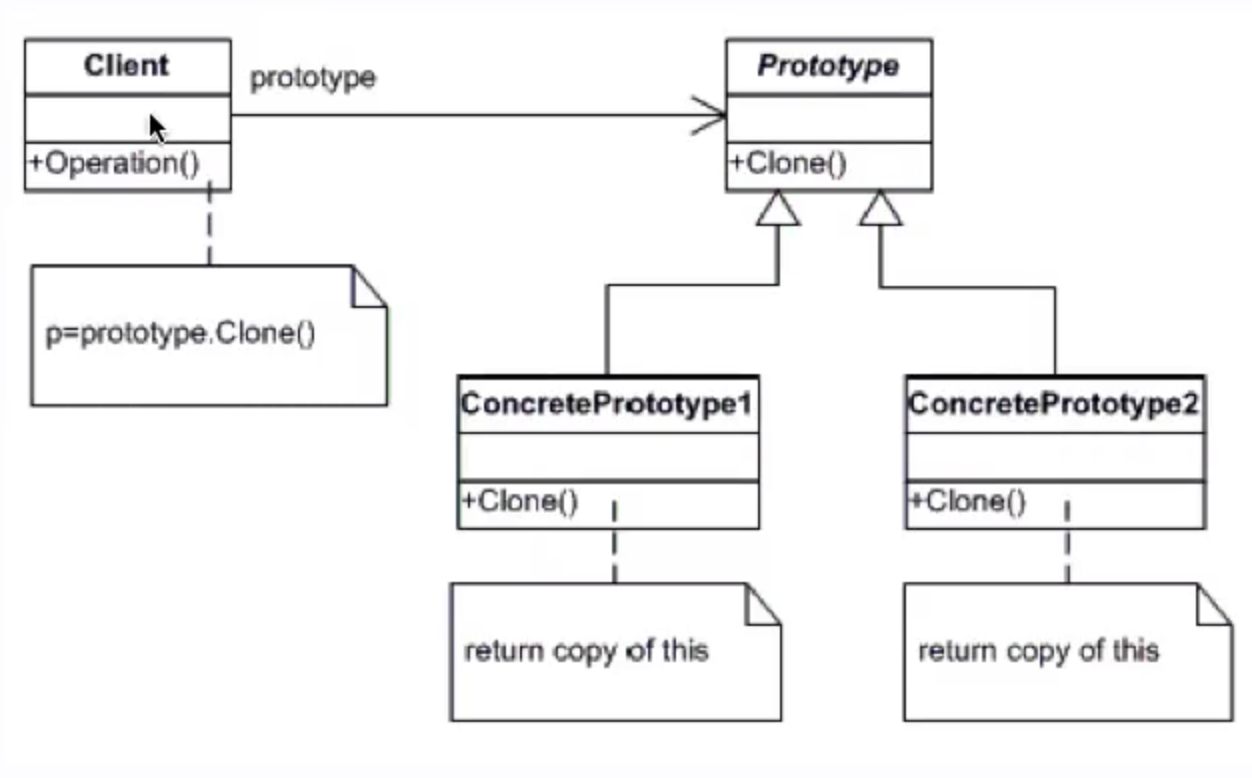 Client
prototype
Prototype
+Operation()
+Clone()
p=prototype.Clone()
ConcretePrototype1
ConcretePrototype2
+Clone()
+Clone()
return copy of this
return copy of this